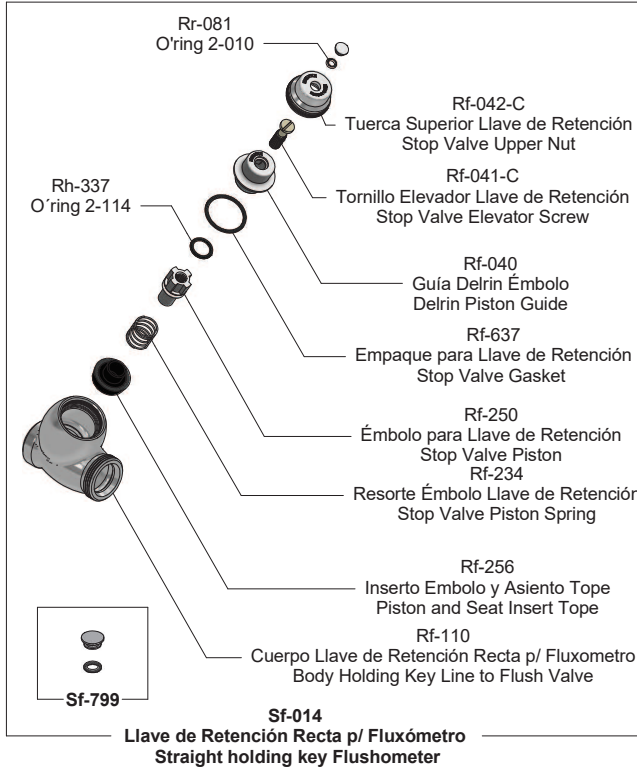 Rr-081
O'ring 2-010
Rf-042-C
Tuerca Superior Llave de Retención
Stop Valve Upper Nut
Rf-041-C
Tornillo Elevador Llave de Retención
Stop Valve Elevator Screw
Rh-337
O´ring 2-114
Rf-040
Guía Delrin Émbolo
Delrin Piston Guide
Rf-637
Empaque para Llave de Retención
Stop Valve Gasket
Rf-250
Émbolo para Llave de Retención
Stop Valve Piston
Rf-234
Resorte Émbolo Llave de Retención
Stop Valve Piston Spring
Rf-256
Inserto Embolo y Asiento Tope
Piston and Seat Insert Tope
Rf-110
Cuerpo Llave de Retención Recta p/ Fluxometro
Body Holding Key Line to Flush Valve
Sf-799
Sf-014
Llave de Retención Recta p/ Fluxómetro
Straight holding key Flushometer